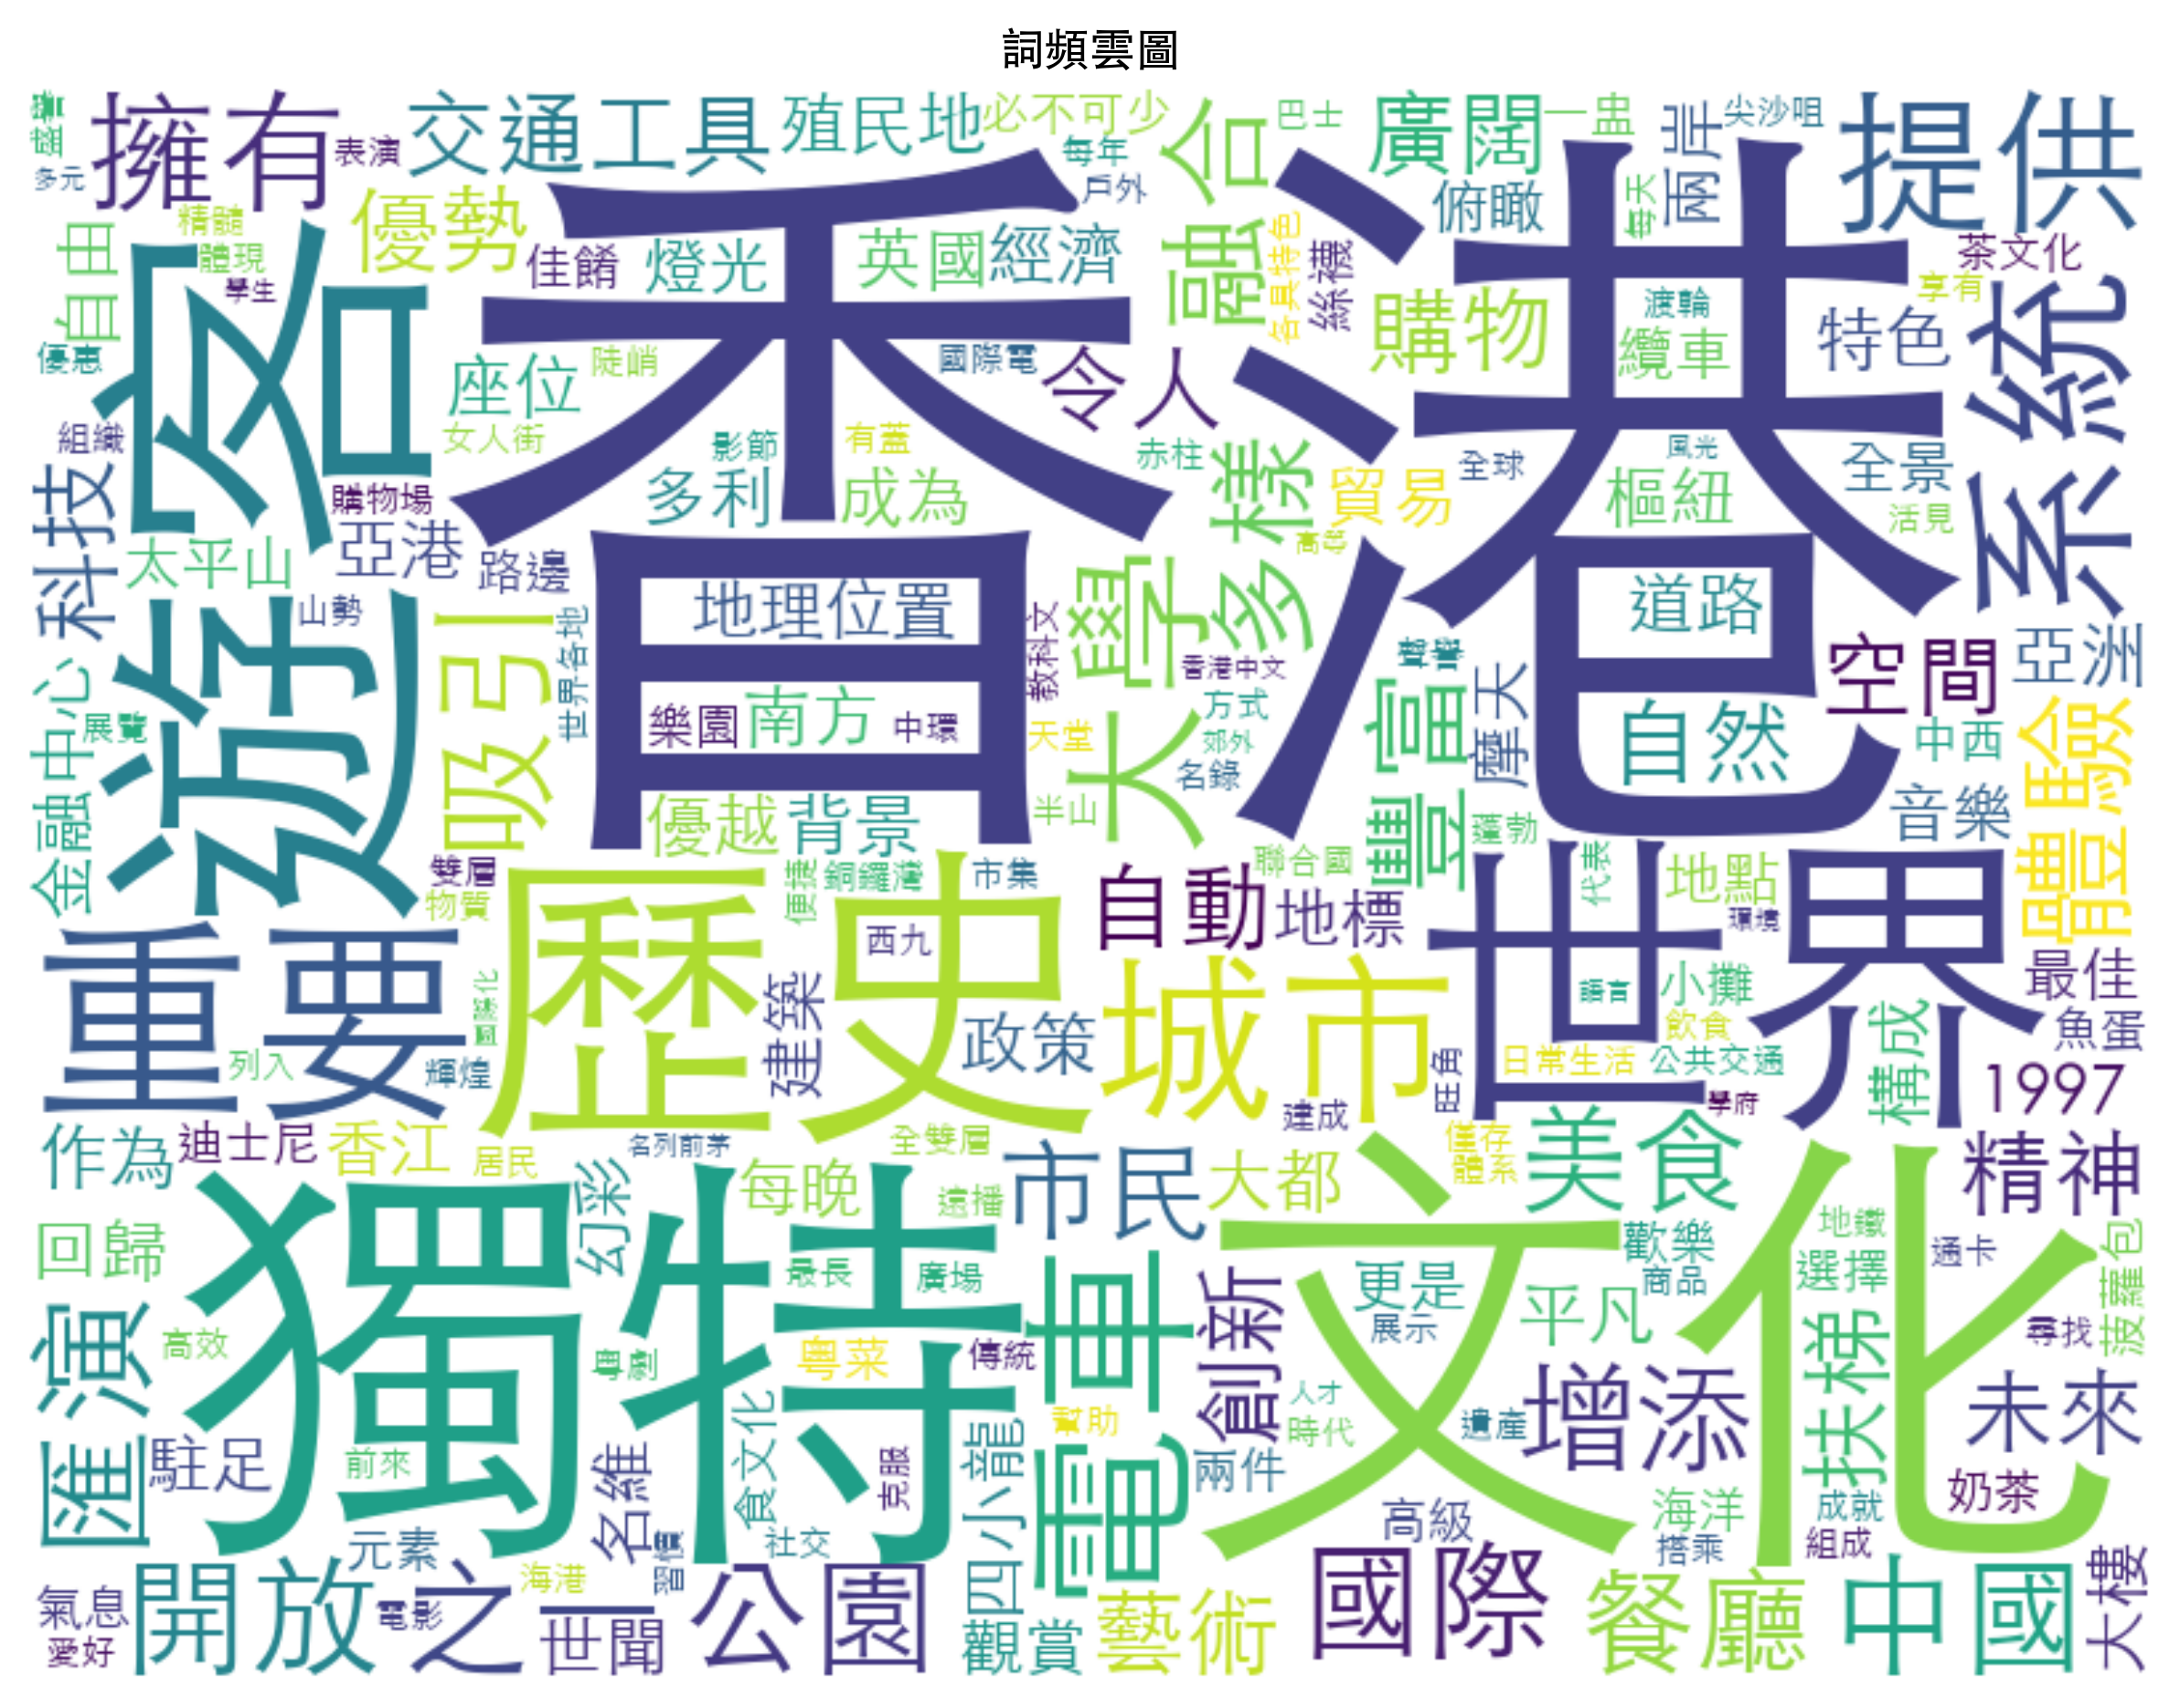 詞頻雲圖
擁有
表演
交通工具
殖民地
必不可少
每年
戶外
融合
巴士
廣闊
一盅
兩岸
尖沙咀
提供
多元
精髓
體現
學生
自由
優惠
遊客
優勢
佳餚
燈光
英國
經濟
香港
各具特色
絲襪
俯瞰
每天
茶文化
享有
購物
渡輪
纜車
特色
系統
座位
陡峭
國際電
令人
組織
女人街
影節
有蓋
赤柱
多樣
貿易
全球
風光
樞紐
全景
活見
科技
購物場
多利
成為
太平山
亞港
路邊
山勢
吸引
世界各地
地理位置
教科文
大學
香港中文
道路
空間
亞洲
金融中心
展覽
樂園
南方
中環
天堂
方式
郊外
名錄
豐富
摩天
自然
中西
體驗
優越
背景
半山
蓬勃
音樂
雙層
物質
歷史
便捷
銅鑼灣
市集
自動
聯合國
地標
世界
代表
地點
環境
重要
西九
最佳
國際化
建築
政策
城市
語言
小攤
飲食
魚蛋
列入
輝煌
旺角
日常生活
公共交通
構成
1997
建成
學府
作為
迪士尼
香江
居民
名列前茅
全雙層
僅存
體系
美食
精神
幻彩
每晚
遠播
市民
大都
文化
回歸
獨特
最長
廣場
更是
歡樂
地鐵
選擇
通卡
菠蘿包
匯演
高效
粵劇
粵菜
傳統
電車
創新
展示
商品
平凡
扶梯
尋找
駐足
前來
名維
食文化
克服
四小龍
幫助
人才
時代
遺產
增添
未來
兩件
高級
海洋
成就
奶茶
元素
社交
搭乘
組成
氣息
愛好
開放
電影
之一
海港
習慣
世聞
公園
觀賞
藝術
國際
餐廳
中國
大樓